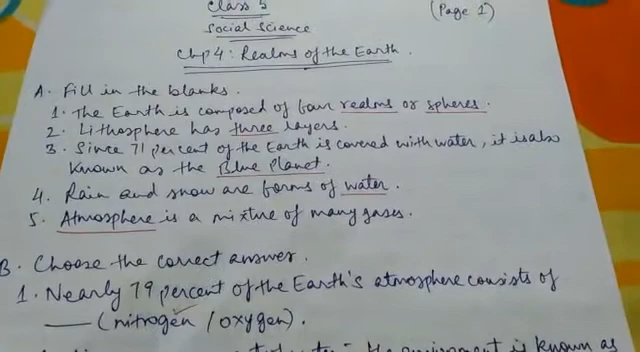 Class 5
(Page 1)
Social Science
Chp 4: Realms of the Earth.
A. Fill in the blanks.
1. The Earth is composed of four realms or spheres.
2. Lithosphere has three layers.
3. Since 71 percent of the Earth is covered with water, it is also
known as the Blue Planet.
4. Rain and snow are forms of water.
5. Atmosphere is a mixture of many gases.
B. Choose the correct answer.
1. Nearly 79 percent of the Earth's atmosphere consists of
—— (nitrogen / oxygen).
is known as